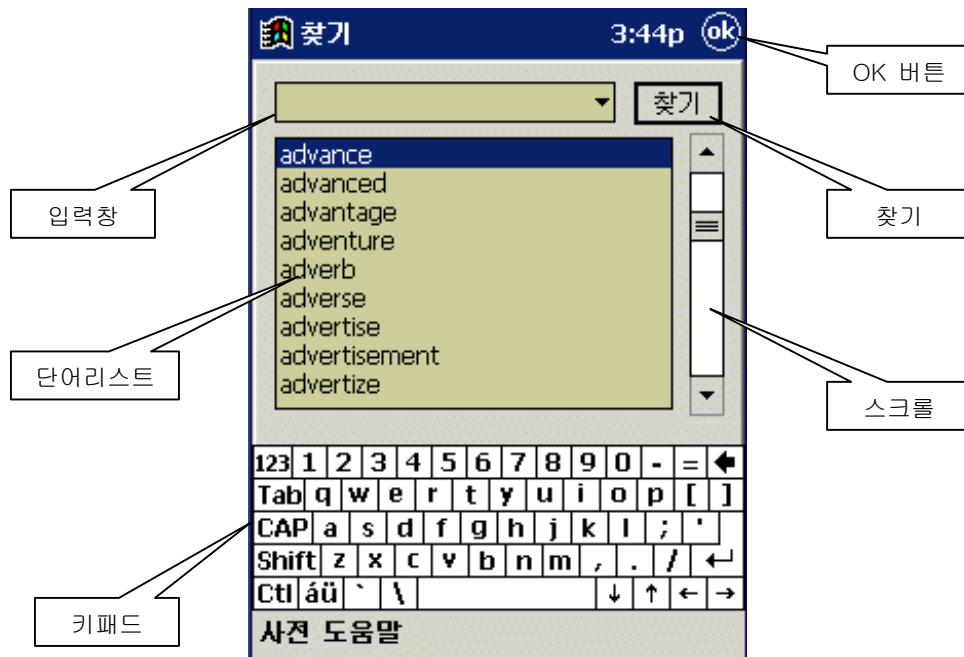 찾기 3:44p ok
OK 버튼
찾기
advance
advanced
advantage
adventure
adverb
adverse
advertise
advertisement
advertize
입력창
찾기
단어리스트
스크롤
123 1 2 3 4 5 6 7 8 9 0 - = 🡄
Tab q w e r t y u i o p [ ]
CAP a s d f g h j k l ; '
Shift z x c v b n m , . / ↵
Ctl áü ` \ ↓ ↑ ← →
키패드
사전 도움말